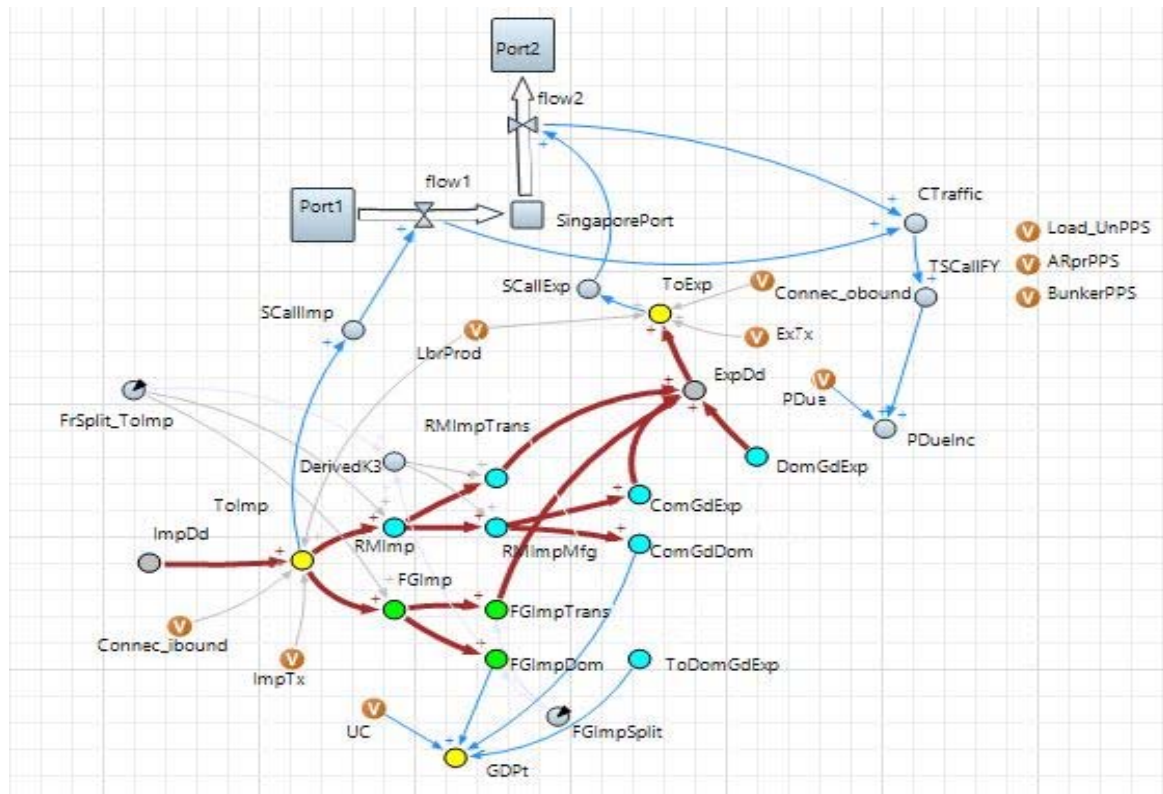 Port2
flow2
flow1
Port1
CTraffic
SingaporePort
V Load_UnPPS
TSCallFY
V ARprPPS
SCallExp
ToExp
V
Connec_obound
V BunkerPPS
SCallImp
V
LbrProd
V ExTx
ExpDd
V
PDue
FrSplit_ToImp
RMImpTrans
PDueInc
DerivedK3
DomGdExp
ToImp
ComGdExp
ImpDd
RMImp
RMImpMfg
ComGdDom
FGImp
FGImpTrans
V
Connec_ibound
V
ImpTx
FGImpDom
ToDomGdExp
V
UC
FGImpSplit
GDPt